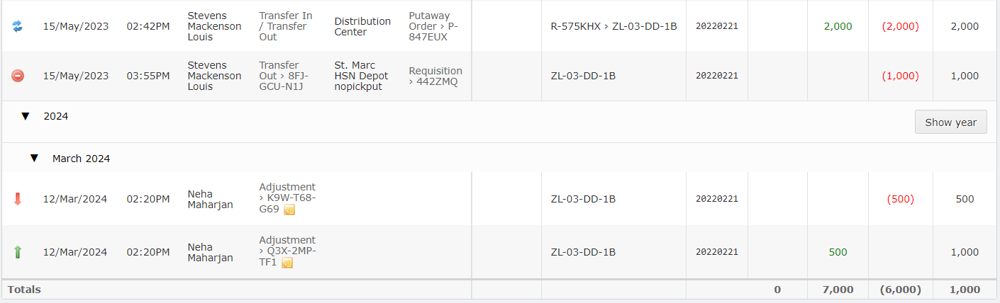 15/May/2023 02:42PM Stevens Mackenson Louis Transfer In / Transfer Out Distribution Center Putaway Order › P-847EUX R-575KHX › ZL-03-DD-1B 20220221 2,000 (2,000) 2,000
15/May/2023 03:55PM Stevens Mackenson Louis Transfer Out › 8FJ-GCU-N1J St. Marc HSN Depot nopickput Requisition › 442ZMQ ZL-03-DD-1B 20220221 (1,000) 1,000
▼ 2024 Show year
▼ March 2024
12/Mar/2024 02:20PM Neha Maharjan Adjustment › K9W-T68-G69 ZL-03-DD-1B 20220221 (500) 500
12/Mar/2024 02:20PM Neha Maharjan Adjustment › Q3X-2MP-TF1 ZL-03-DD-1B 20220221 500 1,000
Totals 0 7,000 (6,000) 1,000